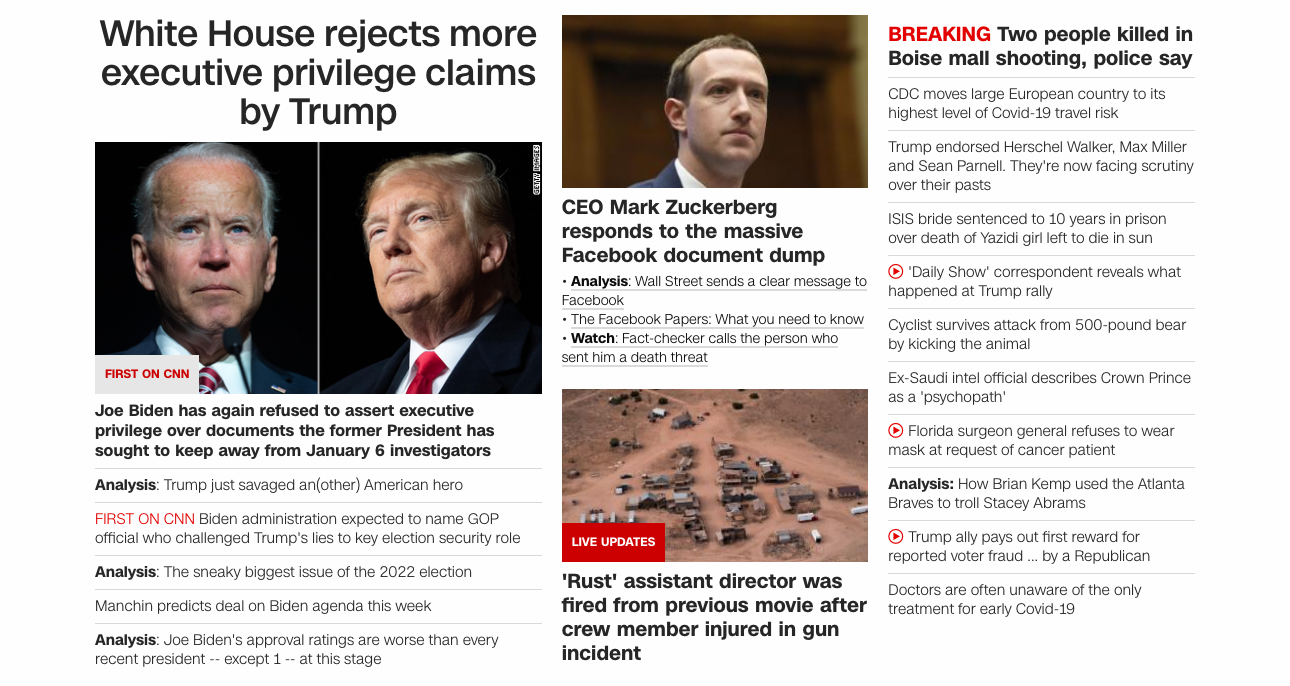 White House rejects more
executive privilege claims
by Trump
GETTY IMAGES
FIRST ON CNN
Joe Biden has again refused to assert executive
privilege over documents the former President has
sought to keep away from January 6 investigators
Analysis: Trump just savaged an(other) American hero
FIRST ON CNN Biden administration expected to name GOP
official who challenged Trump's lies to key election security role
Analysis: The sneaky biggest issue of the 2022 election
Manchin predicts deal on Biden agenda this week
Analysis: Joe Biden's approval ratings are worse than every
recent president -- except 1 -- at this stage
CEO Mark Zuckerberg
responds to the massive
Facebook document dump
• Analysis: Wall Street sends a clear message to
Facebook
• The Facebook Papers: What you need to know
• Watch: Fact-checker calls the person who
sent him a death threat
LIVE UPDATES
'Rust' assistant director was
fired from previous movie after
crew member injured in gun
incident
BREAKING Two people killed in
Boise mall shooting, police say
CDC moves large European country to its
highest level of Covid-19 travel risk
Trump endorsed Herschel Walker, Max Miller
and Sean Parnell. They're now facing scrutiny
over their pasts
ISIS bride sentenced to 10 years in prison
over death of Yazidi girl left to die in sun
'Daily Show' correspondent reveals what
happened at Trump rally
Cyclist survives attack from 500-pound bear
by kicking the animal
Ex-Saudi intel official describes Crown Prince
as a 'psychopath'
Florida surgeon general refuses to wear
mask at request of cancer patient
Analysis: How Brian Kemp used the Atlanta
Braves to troll Stacey Abrams
Trump ally pays out first reward for
reported voter fraud ... by a Republican
Doctors are often unaware of the only
treatment for early Covid-19